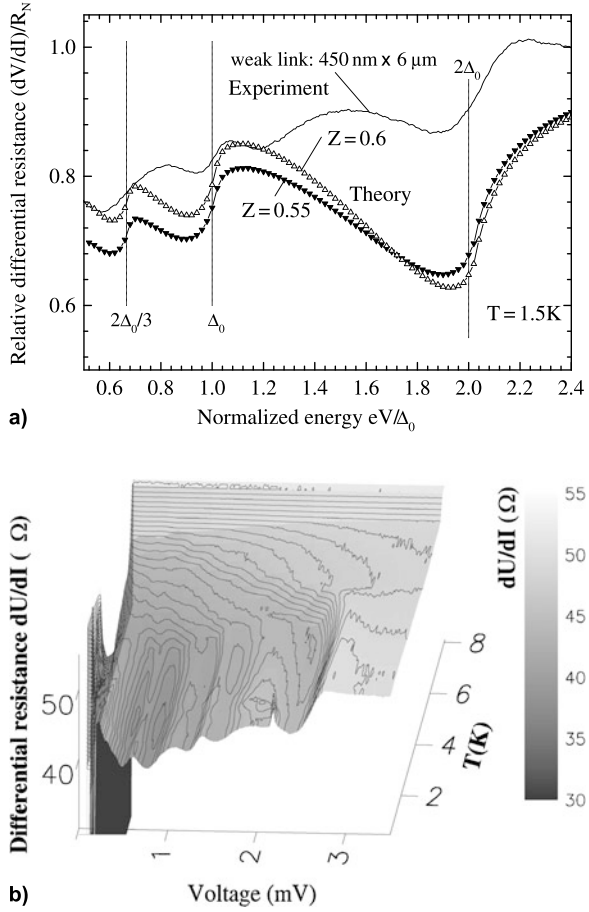 Relative differential resistance (dV/dI)/R_N
1.0
0.8
0.6
weak link: 450 nm x 6 µm
Experiment
2Δ₀
Z = 0.6
Theory
Z = 0.55
2Δ₀/3
Δ₀
T = 1.5K
0.6 0.8 1.0 1.2 1.4 1.6 1.8 2.0 2.2 2.4
a) Normalized energy eV/Δ₀
Differential resistance dU/dI ( Ω)
50
40
1 2 3
Voltage (mV)
8
6
4
2
T(K)
dU/dI (Ω)
55
50
45
40
35
30
b)